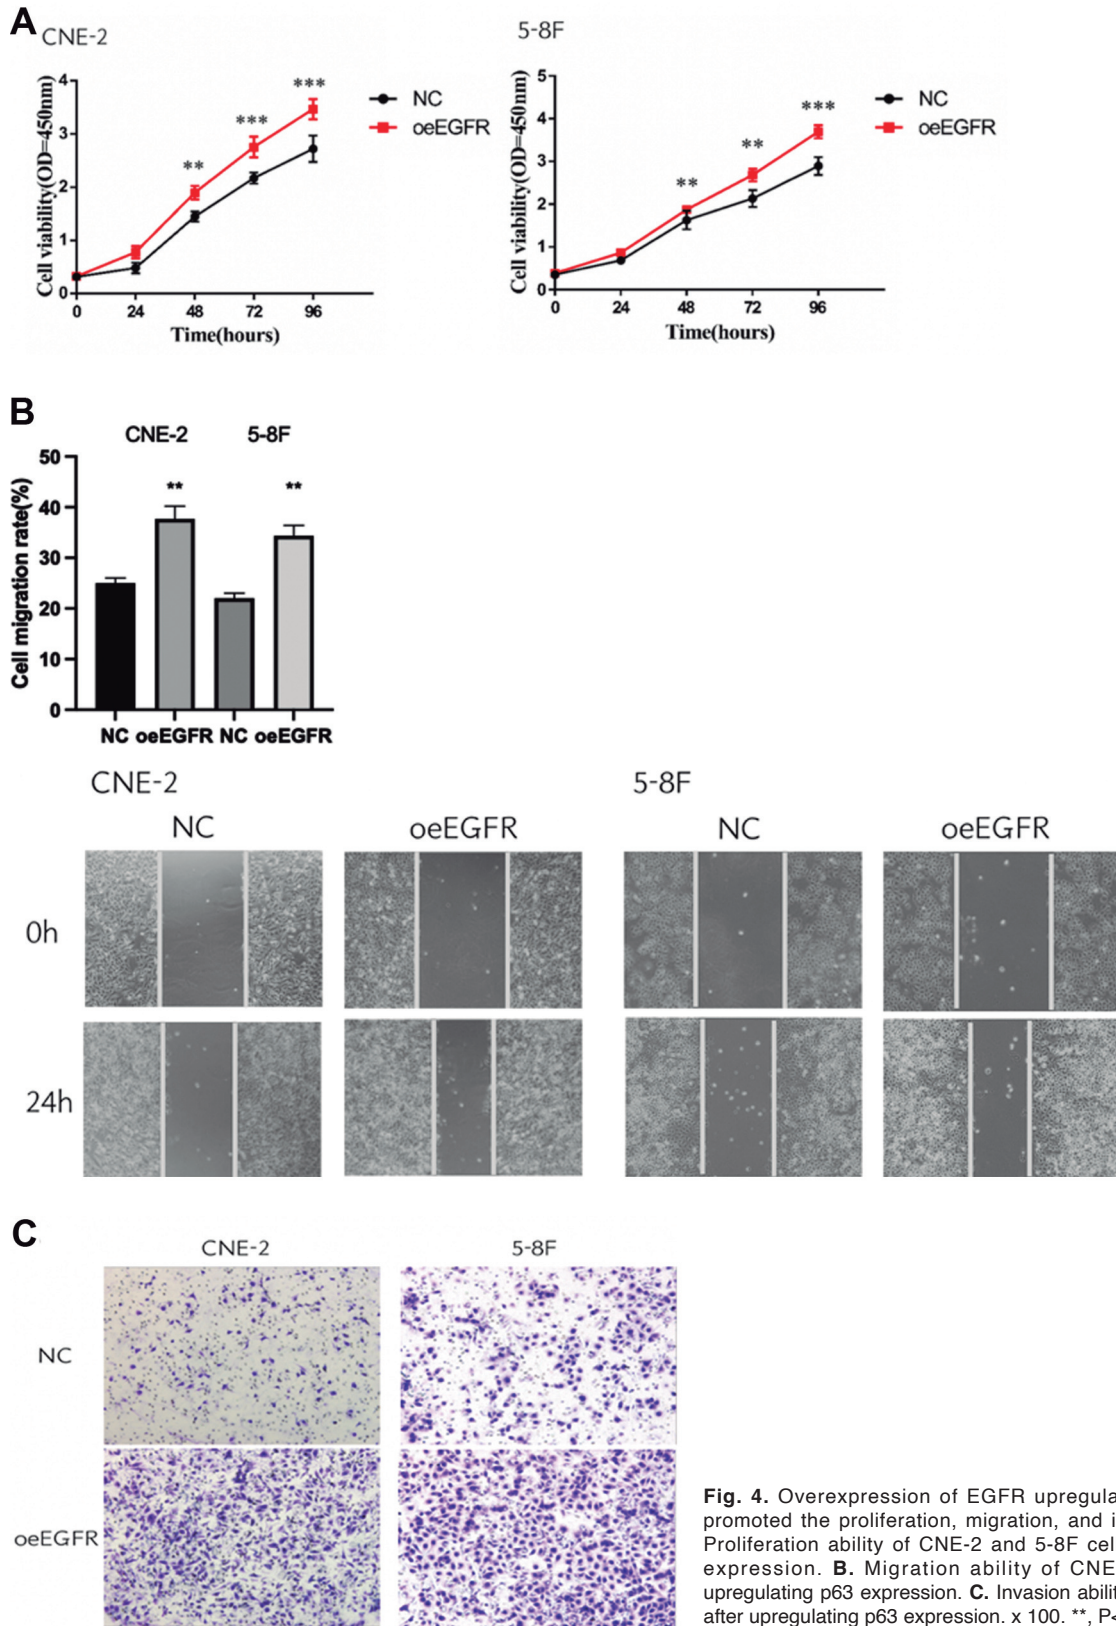 A
CNE-2
5-8F
Cell viability(OD=450nm)
4
3
2
1
0
0 24 48 72 96
Time(hours)
** *** ***
NC
oeEGFR
Cell viability(OD=450nm)
5
4
3
2
1
0
0 24 48 72 96
Time(hours)
** ** ***
NC
oeEGFR
B
CNE-2 5-8F
Cell migration rate(%)
50
40
30
20
10
0
** **
NC oeEGFR NC oeEGFR
CNE-2 5-8F
NC oeEGFR NC oeEGFR
0h
24h
C
CNE-2 5-8F
NC
oeEGFR
Fig. 4. Overexpression of EGFR upregula
promoted the proliferation, migration, and i
Proliferation ability of CNE-2 and 5-8F cel
expression. B. Migration ability of CNE
upregulating p63 expression. C. Invasion abilit
after upregulating p63 expression. x 100. **, P<